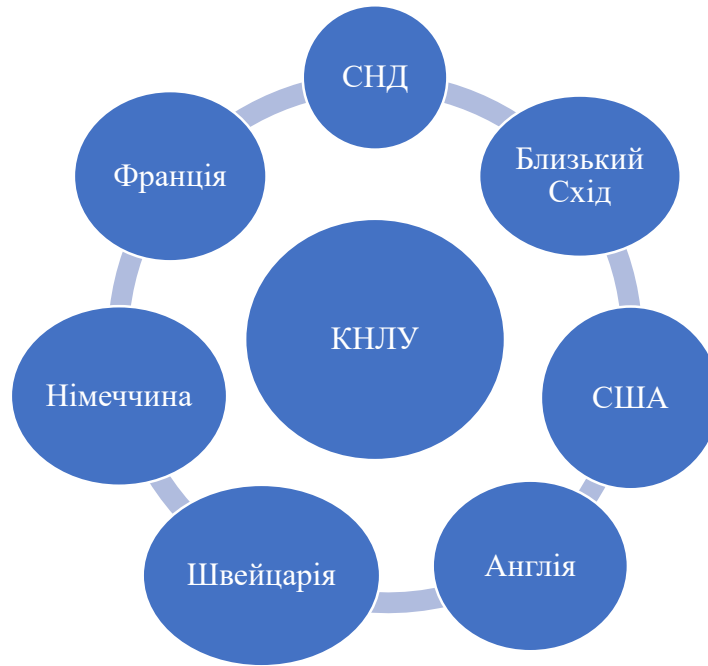 СНД
Близький
Схід
США
Англія
Швейцарія
Німеччина
Франція
КНЛУ